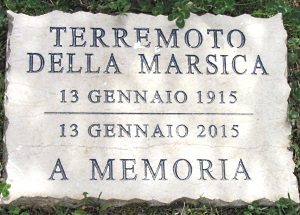 TERREMOTO
DELLA MARSICA
13 GENNAIO 1915
13 GENNAIO 2015
A MEMORIA